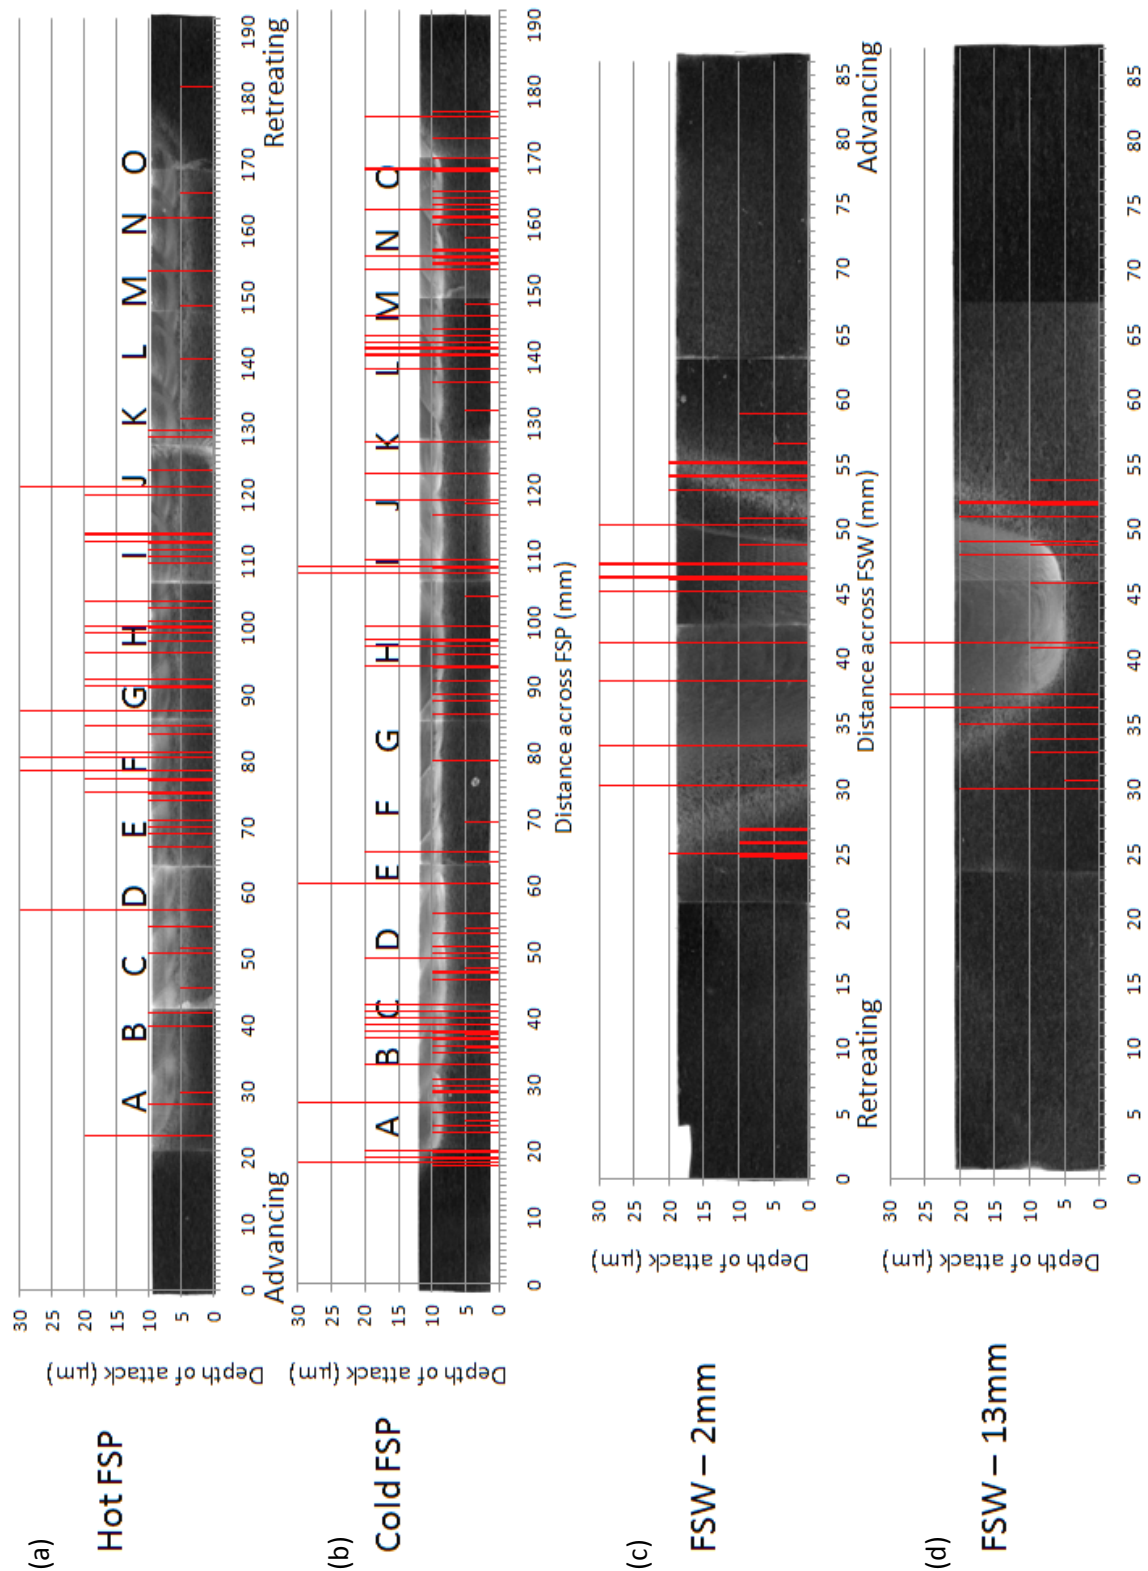 (a)
Hot FSP
Depth of attack (µm)
30
25
20
15
10
5
0
A B C D E F G H I J K L M N O
0 10 20 30 40 50 60 70 80 90 100 110 120 130 140 150 160 170 180 190
Advancing
Retreating
(b)
Cold FSP
Depth of attack (µm)
30
25
20
15
10
5
0
A B C D E F G H I J K L M N O
0 10 20 30 40 50 60 70 80 90 100 110 120 130 140 150 160 170 180 190
Distance across FSP (mm)
(c)
FSW – 2mm
Depth of attack (µm)
30
25
20
15
10
5
0
0 5 10 15 20 25 30 35 40 45 50 55 60 65 70 75 80 85
Retreating
Distance across FSW (mm)
Advancing
(d)
FSW – 13mm
Depth of attack (µm)
30
25
20
15
10
5
0
0 5 10 15 20 25 30 35 40 45 50 55 60 65 70 75 80 85